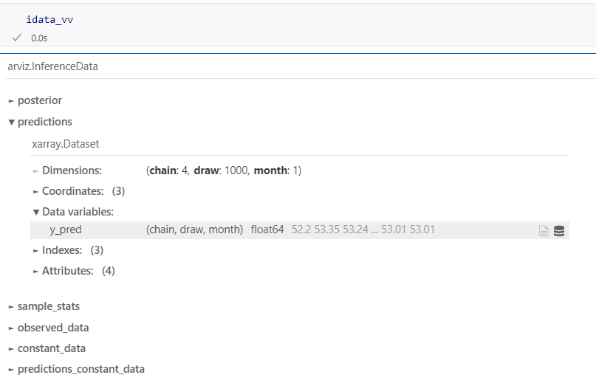 idata_vv
✓ 0.0s
arviz.InferenceData
► posterior
▼ predictions
xarray.Dataset
► Dimensions: (chain: 4, draw: 1000, month: 1)
► Coordinates: (3)
▼ Data variables:
y_pred (chain, draw, month) float64 52.2 53.35 53.24 ... 53.01 53.01
► Indexes: (3)
► Attributes: (4)
► sample_stats
► observed_data
► constant_data
► predictions_constant_data